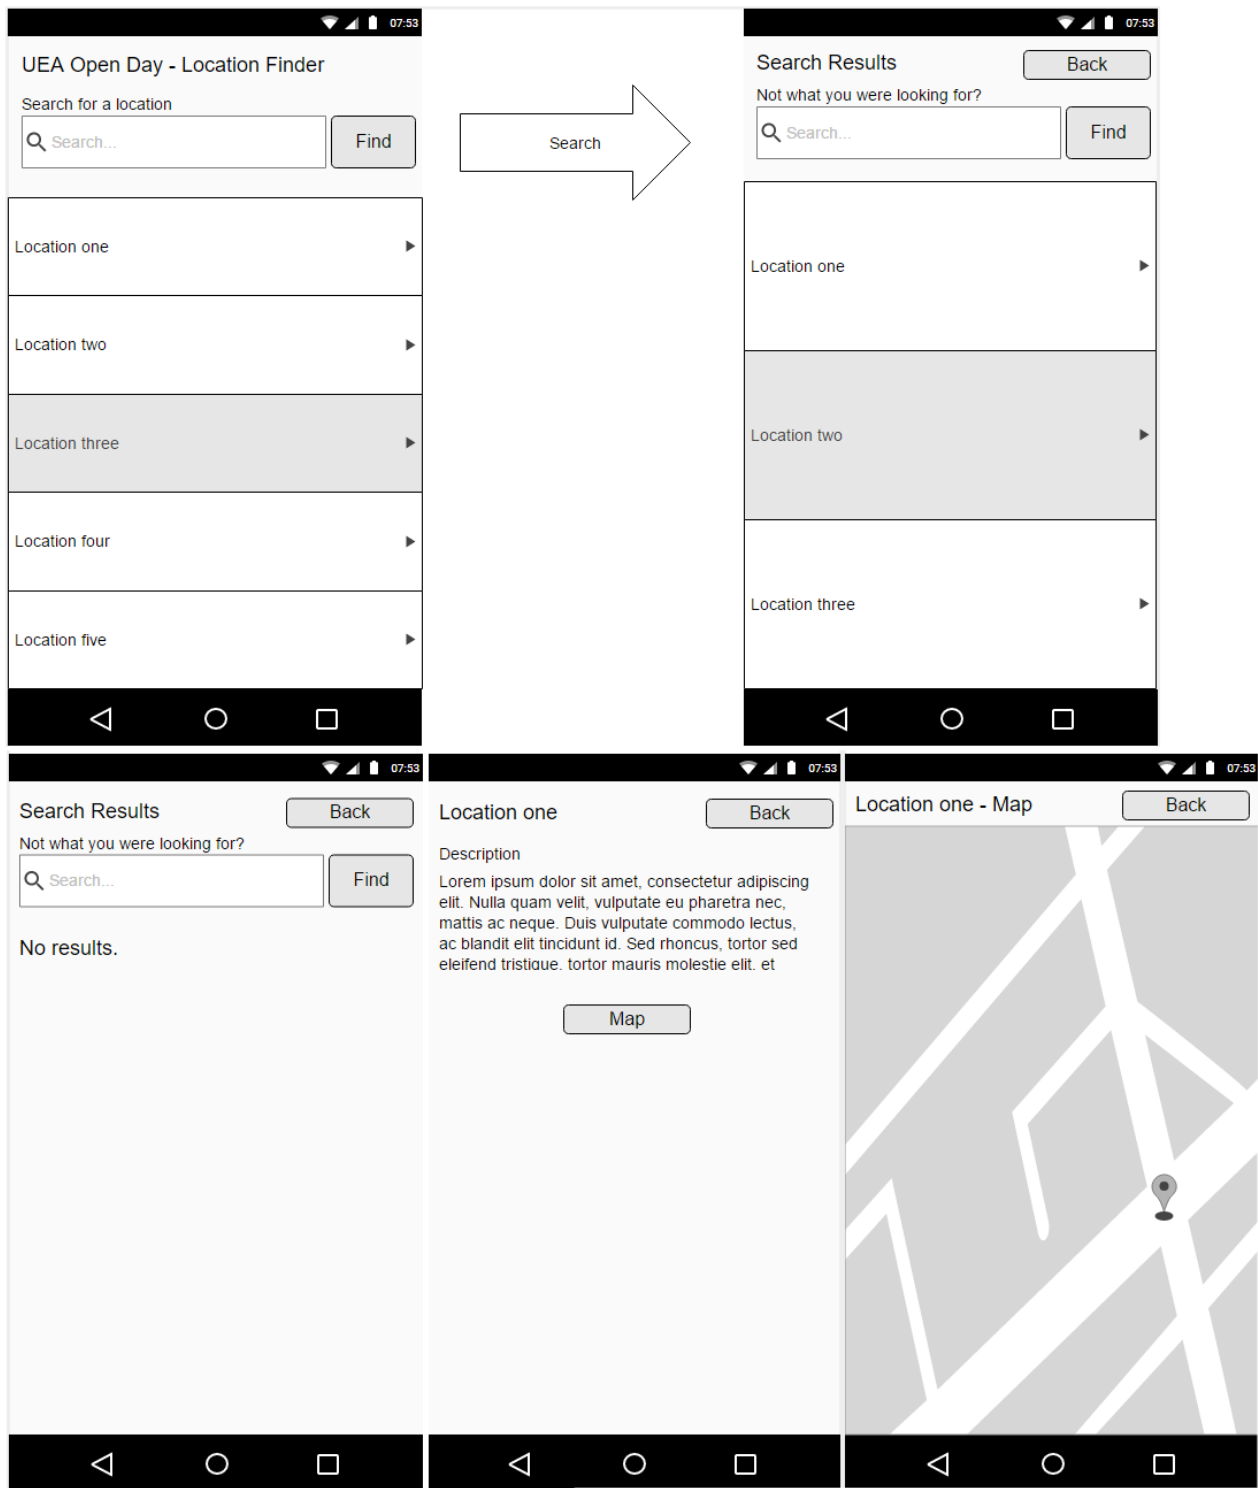 07:53
UEA Open Day - Location Finder
Search for a location
Search...
Find
Location one
Location two
Location three
Location four
Location five
Search
07:53
Search Results
Back
Not what you were looking for?
Search...
Find
Location one
Location two
Location three
07:53
Search Results
Back
Not what you were looking for?
Search...
Find
No results.
07:53
Location one
Back
Description
Lorem ipsum dolor sit amet, consectetur adipiscing
elit. Nulla quam velit, vulputate eu pharetra nec,
mattis ac neque. Duis vulputate commodo lectus,
ac blandit elit tincidunt id. Sed rhoncus, tortor sed
eleifend tristique. tortor mauris molestie elit. et
Map
07:53
Location one - Map
Back